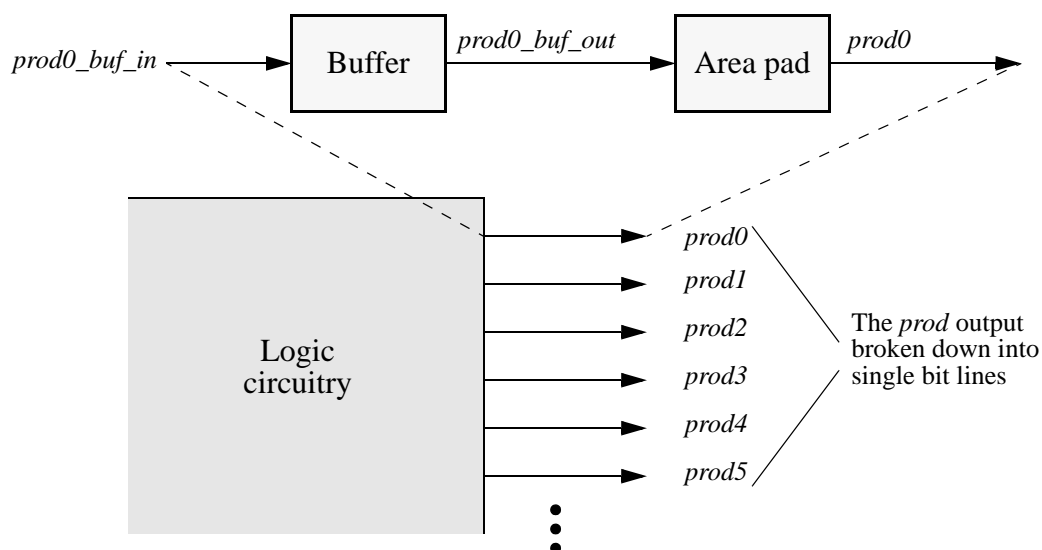 prod0_buf_in
Buffer
prod0_buf_out
Area pad
prod0
Logic
circuitry
prod0
prod1
prod2
prod3
prod4
prod5
The prod output
broken down into
single bit lines